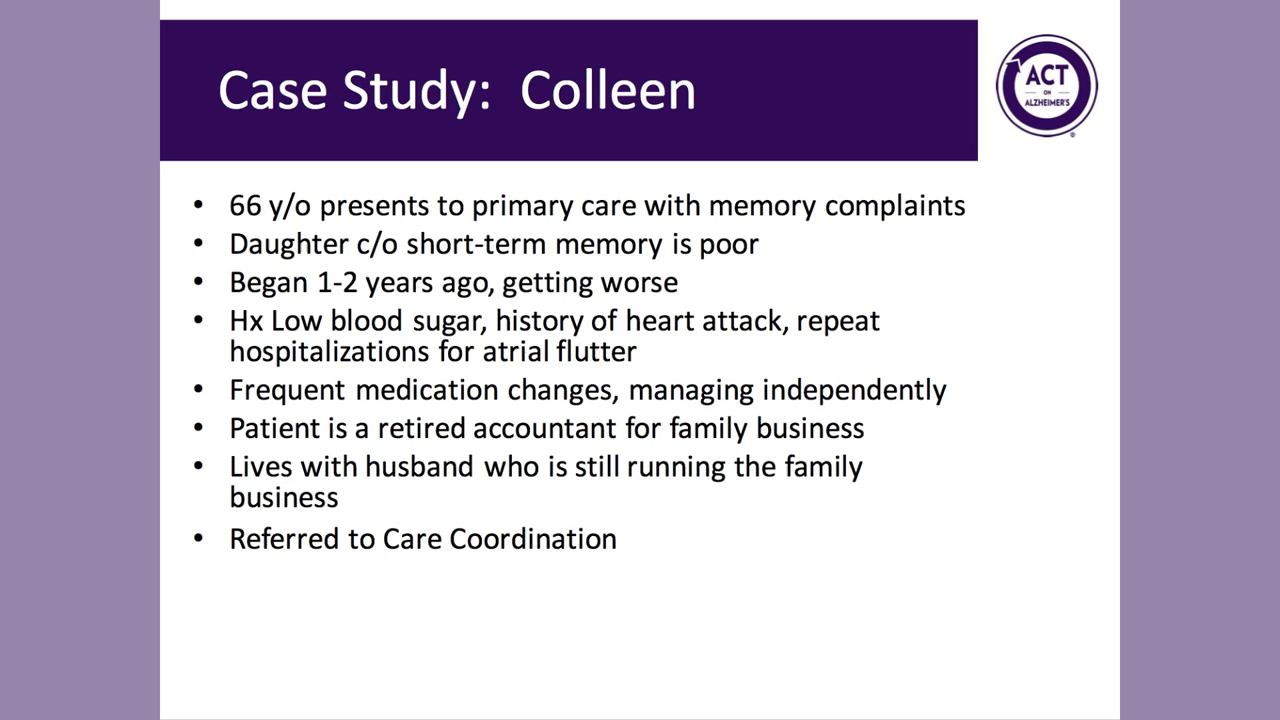 Case Study: Colleen
ACT
ON
ALZHEIMER'S
®
• 66 y/o presents to primary care with memory complaints
• Daughter c/o short-term memory is poor
• Began 1-2 years ago, getting worse
• Hx Low blood sugar, history of heart attack, repeat
hospitalizations for atrial flutter
• Frequent medication changes, managing independently
• Patient is a retired accountant for family business
• Lives with husband who is still running the family
business
• Referred to Care Coordination